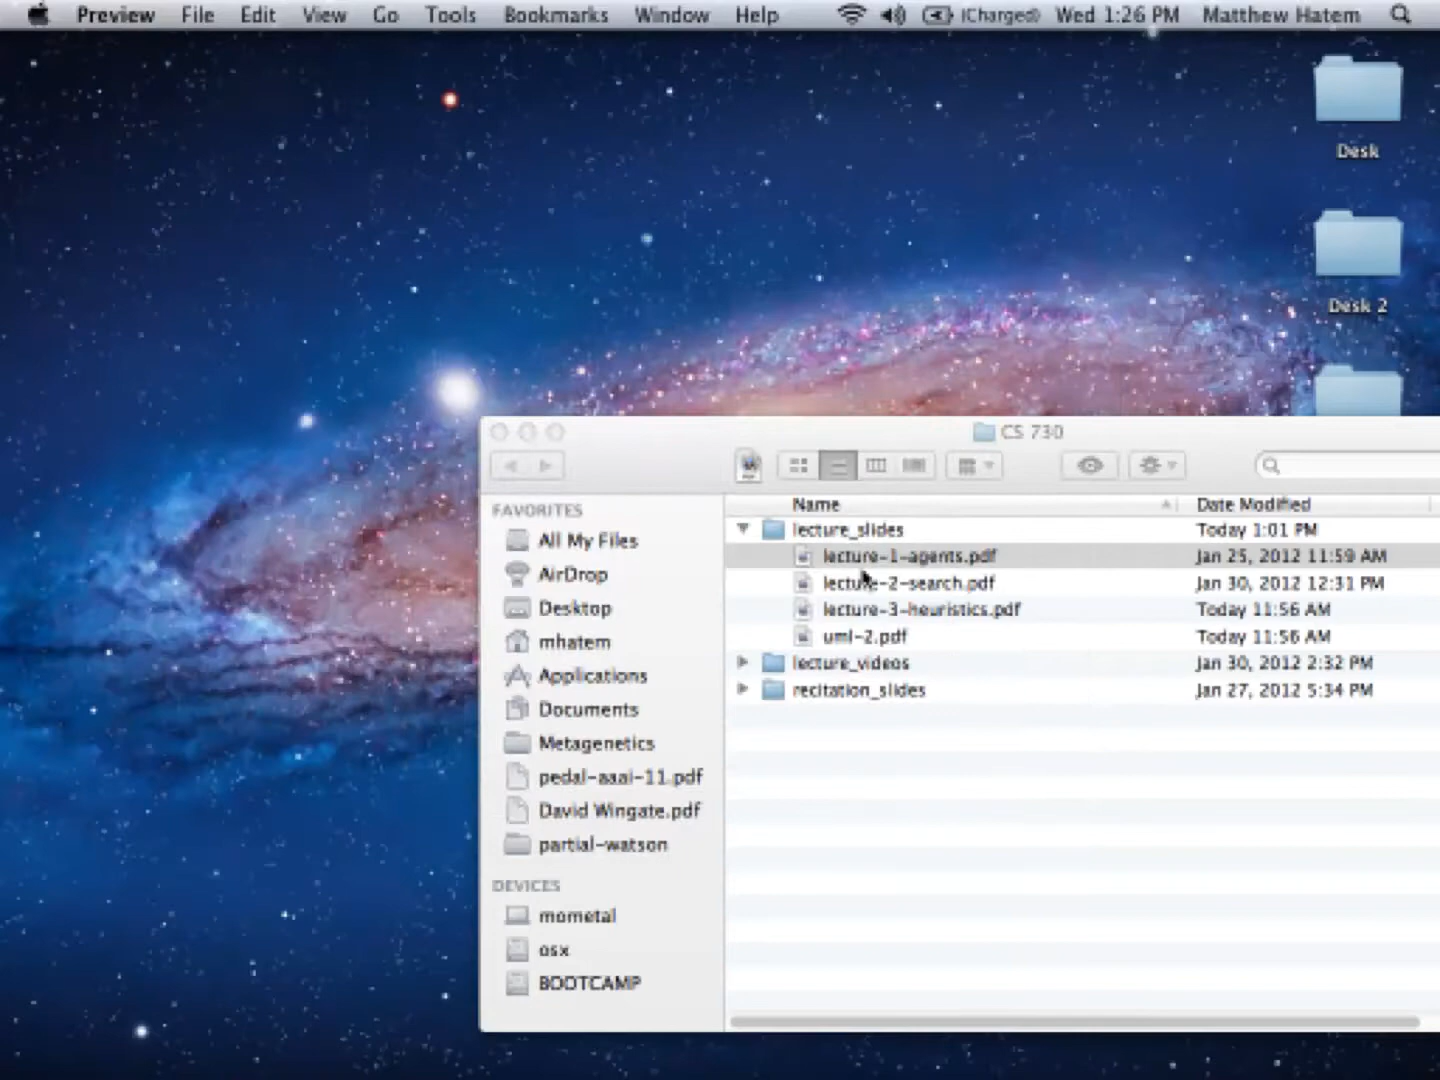 Preview File Edit View Go Tools Bookmarks Window Help (Charged) Wed 1:26 PM Matthew Hatem
Desk
Desk 2
CS 730
FAVORITES
All My Files
AirDrop
Desktop
mhatem
Applications
Documents
Metagenetics
pedal-aaai-11.pdf
David Wingate.pdf
partial-watson
DEVICES
mometal
osx
BOOTCAMP
Name Date Modified
lecture_slides Today 1:01 PM
lecture-1-agents.pdf Jan 25, 2012 11:59 AM
lecture-2-search.pdf Jan 30, 2012 12:31 PM
lecture-3-heuristics.pdf Today 11:56 AM
uml-2.pdf Today 11:56 AM
lecture_videos Jan 30, 2012 2:32 PM
recitation_slides Jan 27, 2012 5:34 PM